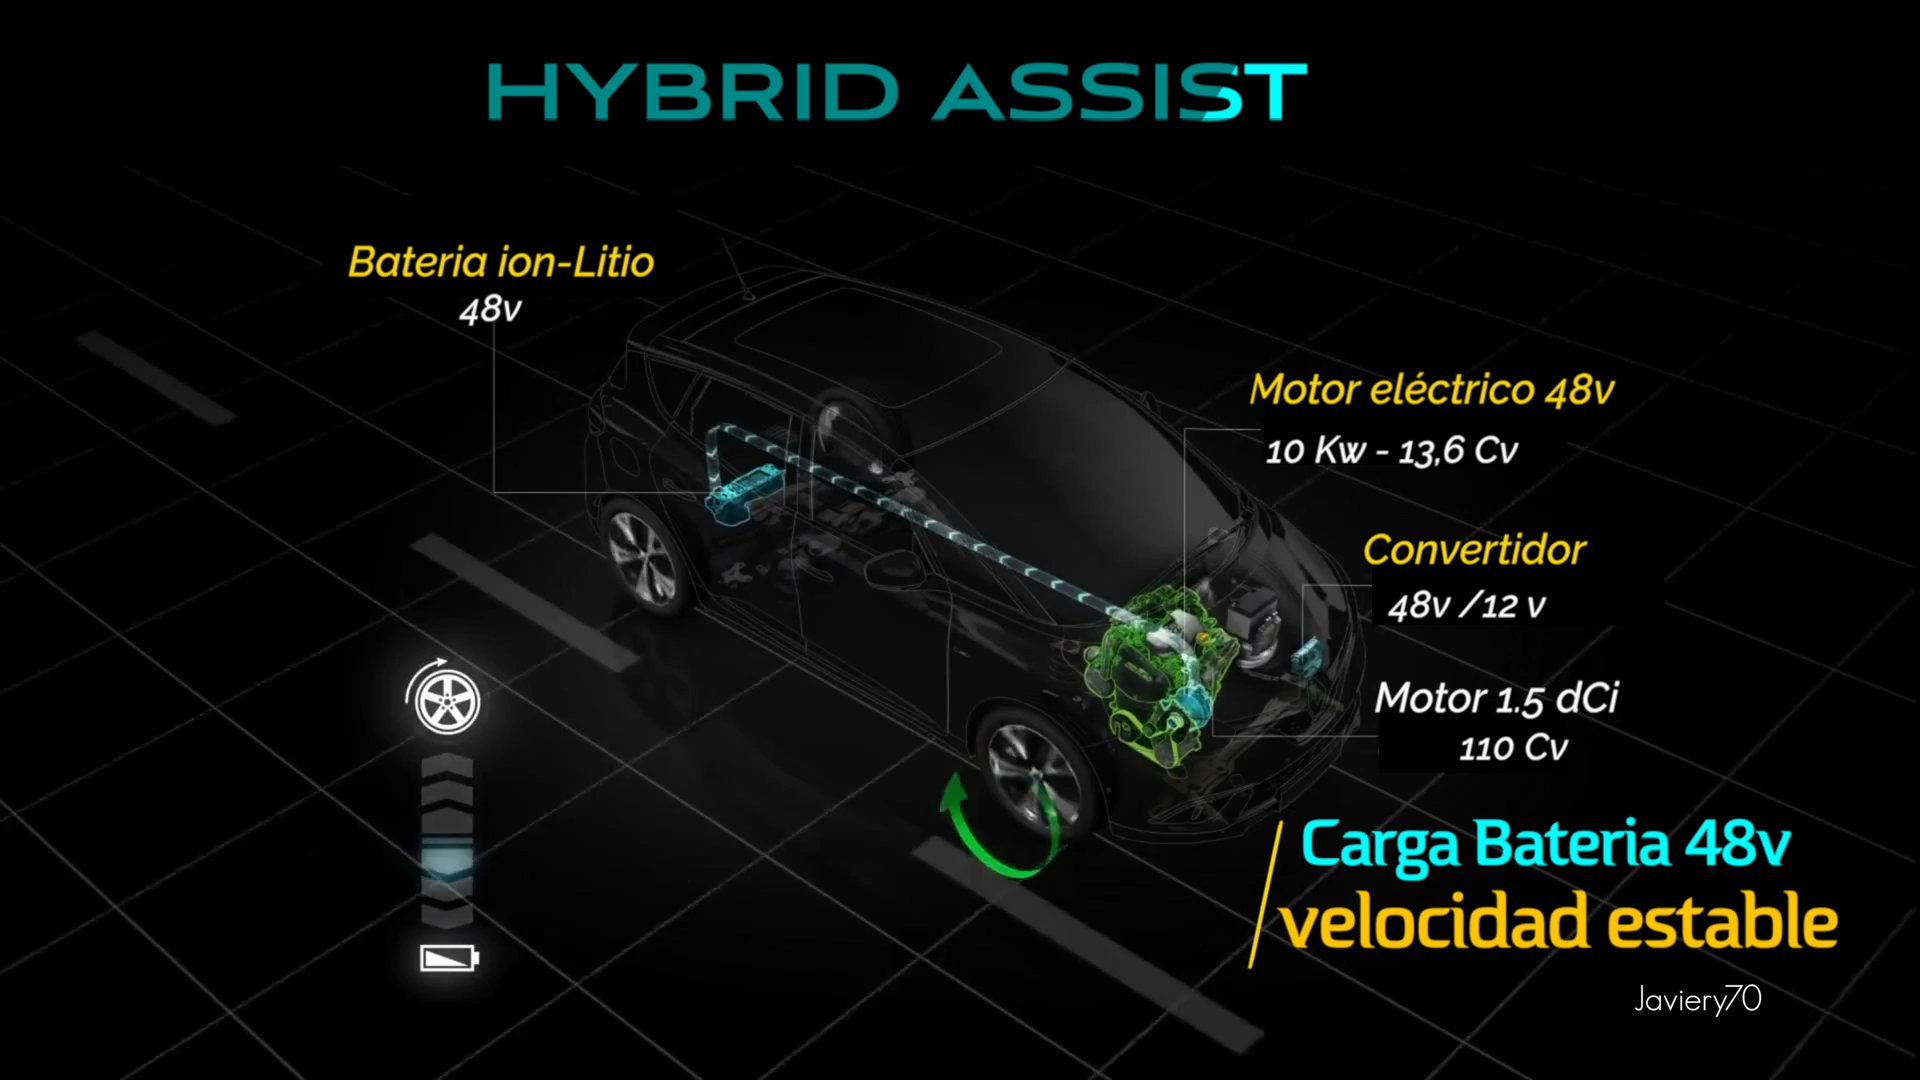 HYBRID ASSIST
Bateria ion-Litio
48v
Motor eléctrico 48v
10 Kw - 13,6 Cv
Convertidor
48v /12 v
Motor 1.5 dCi
110 Cv
Carga Bateria 48v
velocidad estable
Javiery70